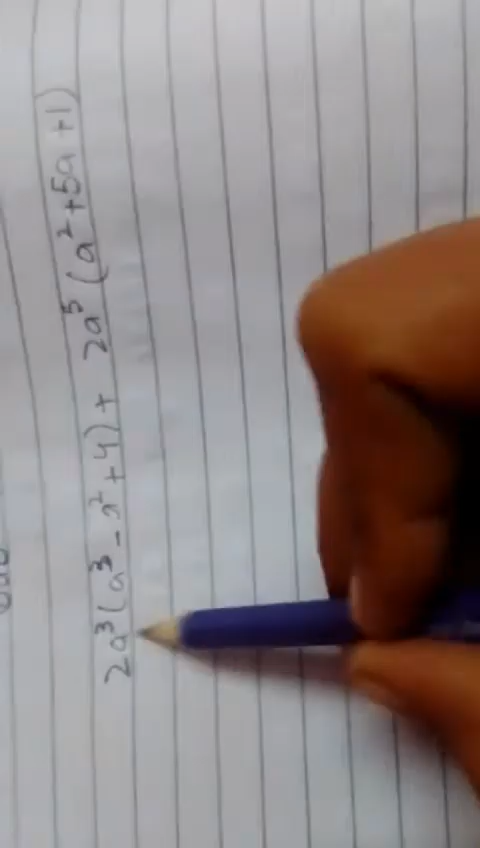 2a³(a³ - a² + 4) + 2a⁵(a² + 5a + 1)